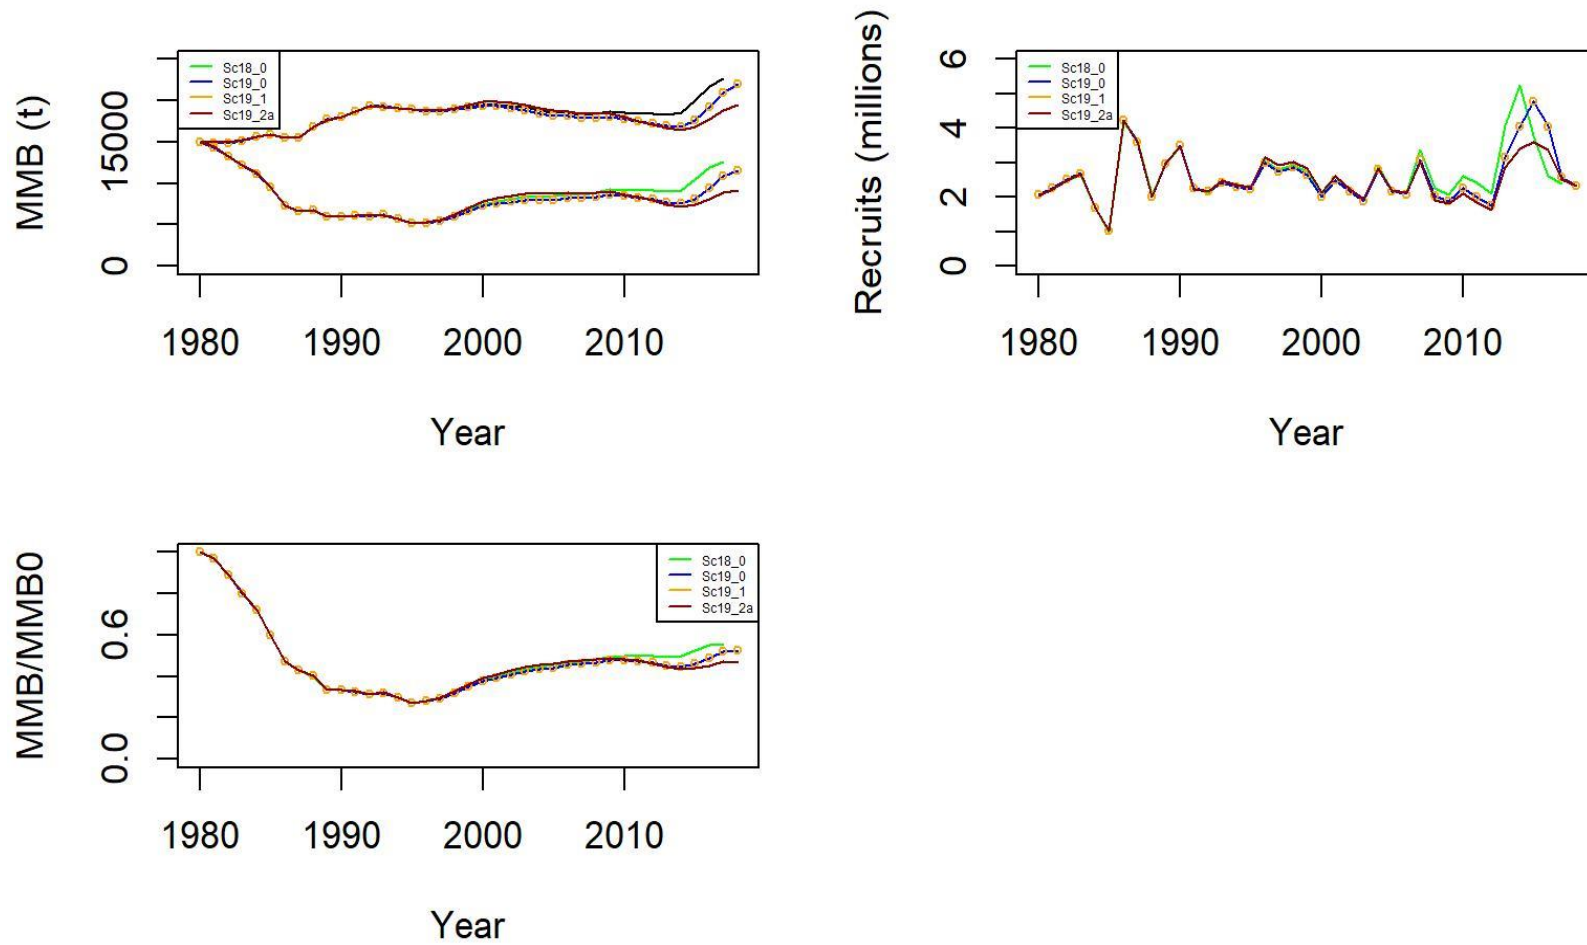 MMB (t)
0
15000
Sc18_0
Sc19_0
Sc19_1
Sc19_2a
1980 1990 2000 2010
Year
Recruits (millions)
0
2
4
6
Sc18_0
Sc19_0
Sc19_1
Sc19_2a
1980 1990 2000 2010
Year
MMB/MMB0
0.0
0.6
Sc18_0
Sc19_0
Sc19_1
Sc19_2a
1980 1990 2000 2010
Year